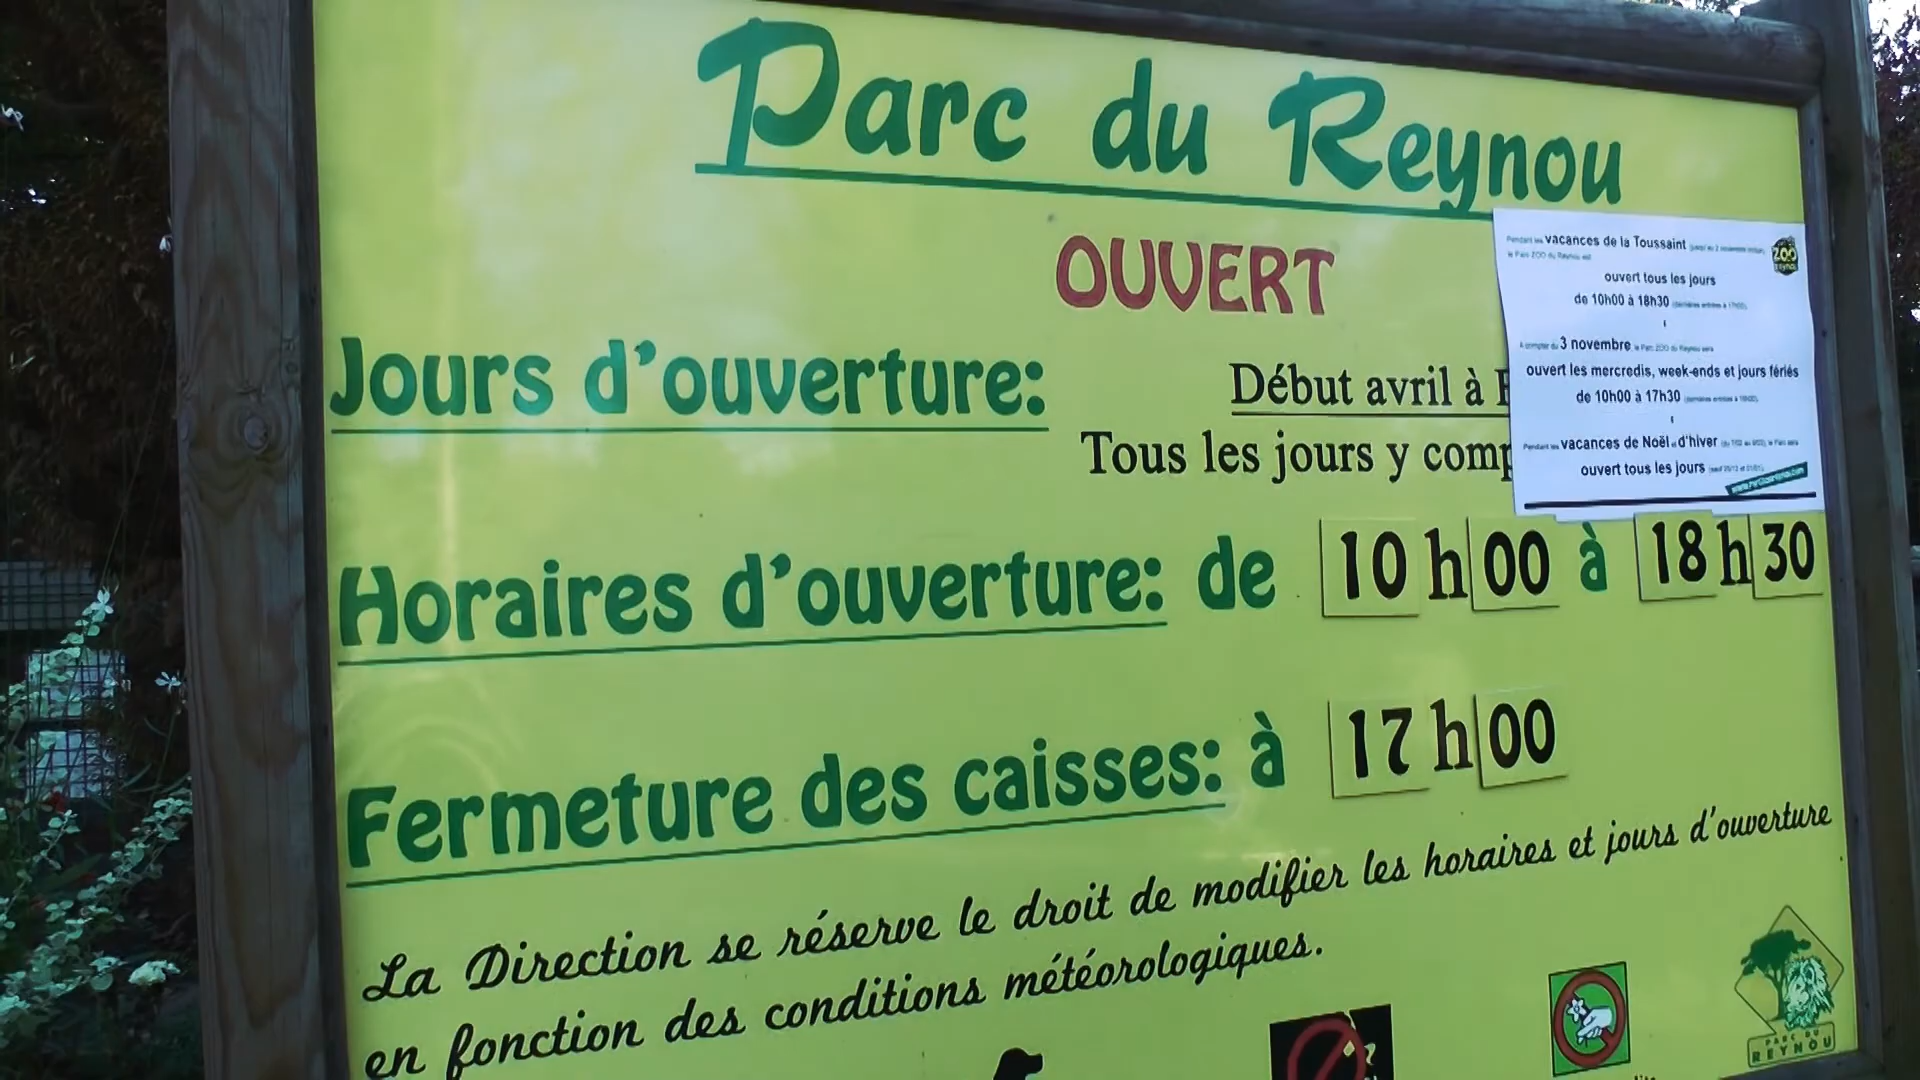 Parc du Reynou
OUVERT
Jours d'ouverture:
Début avril à
Tous les jours y comp
Horaires d'ouverture: de 10 h 00 à 18 h 30
Fermeture des caisses: à 17 h 00
La Direction se réserve le droit de modifier les horaires et jours d'ouverture
en fonction des conditions météorologiques.
Pendant les vacances de la Toussaint
le Parc ZOO du Reynou est
ouvert tous les jours
de 10h00 à 18h30
A compter du 3 novembre, le Parc ZOO du Reynou sera
ouvert les mercredis, week-ends et jours fériés
de 10h00 à 17h30
Pendant les vacances de Noël et d'hiver
ouvert tous les jours
ZOO
Reynou
PARC DU
REYNOU